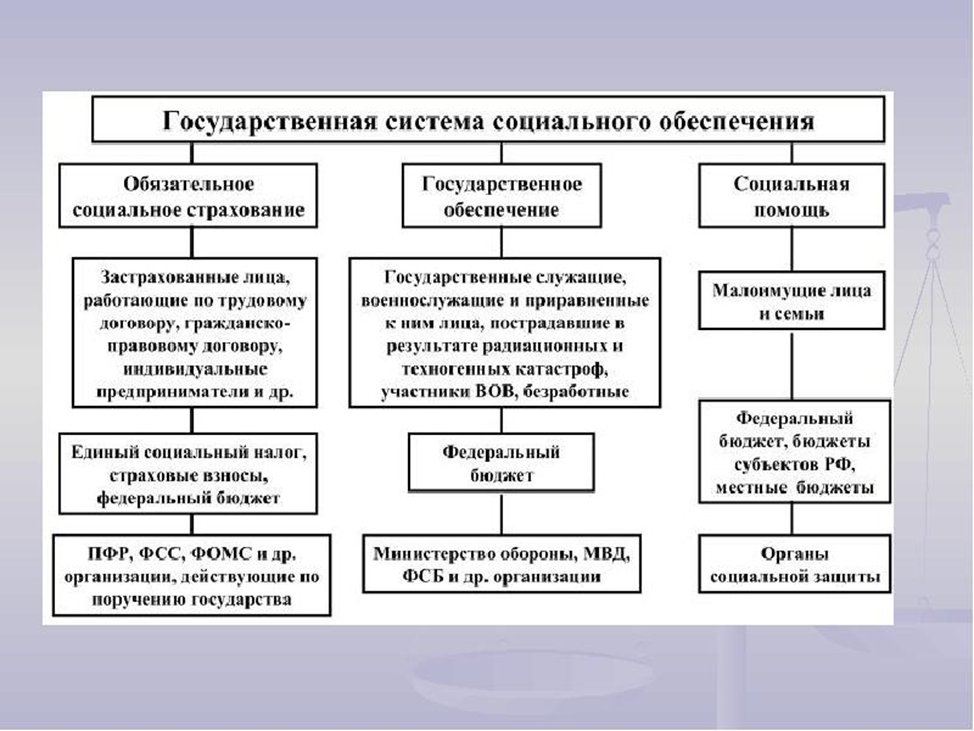 Государственная система социального обеспечения
Обязательное
социальное страхование
Государственное
обеспечение
Социальная
помощь
Застрахованные лица,
работающие по трудовому
договору, гражданско-
правовому договору,
индивидуальные
предприниматели и др.
Государственные служащие,
военнослужащие и приравненные
к ним лица, пострадавшие в
результате радиационных и
техногенных катастроф,
участники ВОВ, безработные
Малоимущие лица
и семьи
Единый социальный налог,
страховые взносы,
федеральный бюджет
Федеральный
бюджет
Федеральный
бюджет, бюджеты
субъектов РФ,
местные бюджеты
ПФР, ФСС, ФОМС и др.
организации, действующие по
поручению государства
Министерство обороны, МВД,
ФСБ и др. организации
Органы
социальной защиты